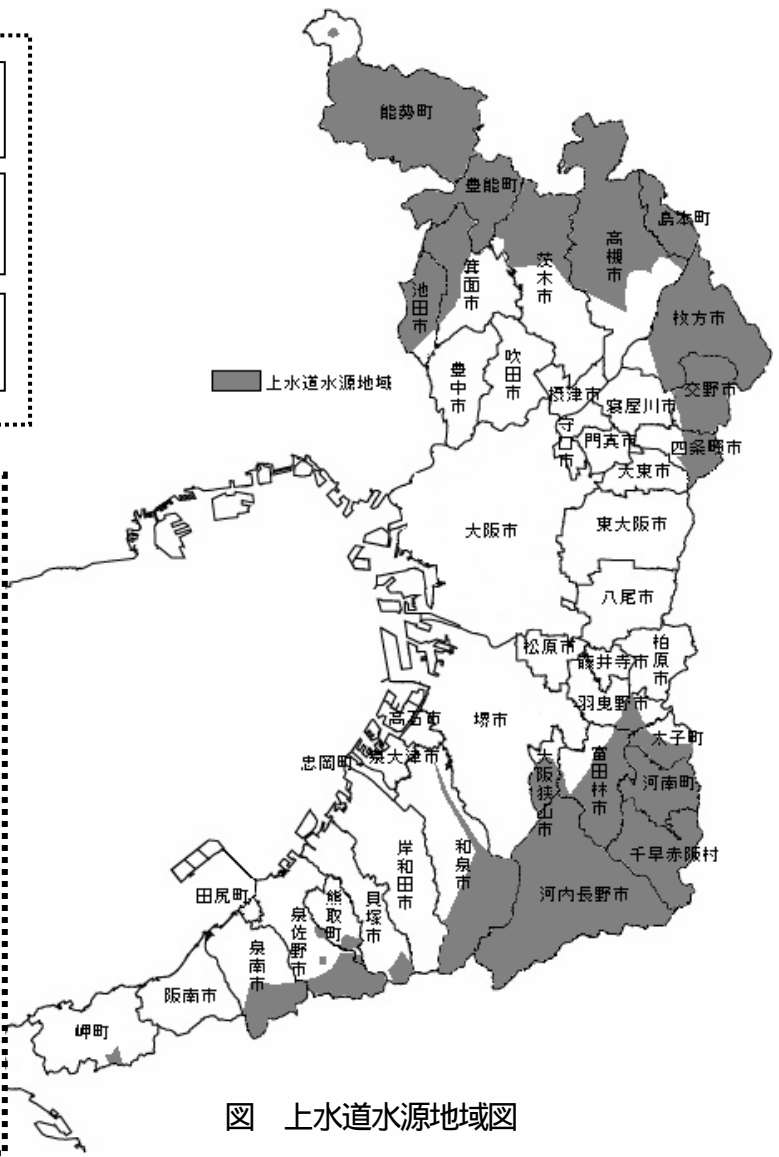 能勢町
豊能町
島本町
高槻市
茨木市
箕面市
池田市
枚方市
交野市
豊中市
吹田市
上水道水源地域
摂津市
寝屋川市
守口市
門真市
四条畷市
大東市
大阪市
東大阪市
八尾市
松原市
藤井寺市
柏原市
羽曳野市
高石市
堺市
太子町
泉大津市
忠岡町
大阪狭山市
富田林市
河南町
千早赤阪村
和泉市
岸和田市
河内長野市
貝塚市
熊取町
田尻町
泉佐野市
泉南市
阪南市
岬町
図 上水道水源地域図